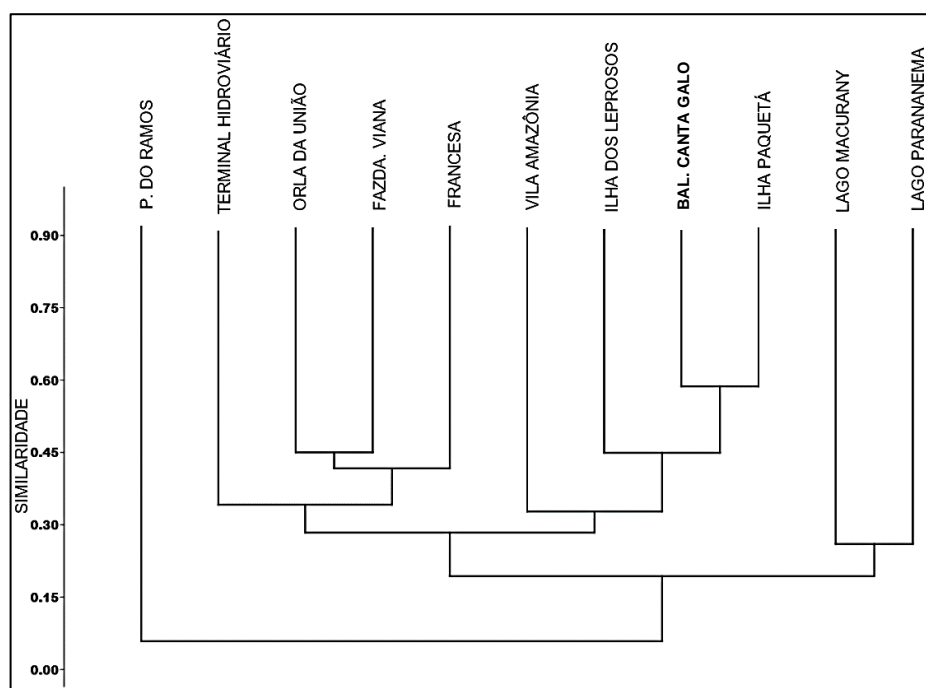 P. DO RAMOS
TERMINAL HIDROVIÁRIO
ORLA DA UNIÃO
FAZDA. VIANA
FRANCESA
VILA AMAZÔNIA
ILHA DOS LEPROSOS
BAL. CANTA GALO
ILHA PAQUETÁ
LAGO MACURANY
LAGO PARANANEMA
SIMILARIDADE
0.90
0.75
0.60
0.45
0.30
0.15
0.00